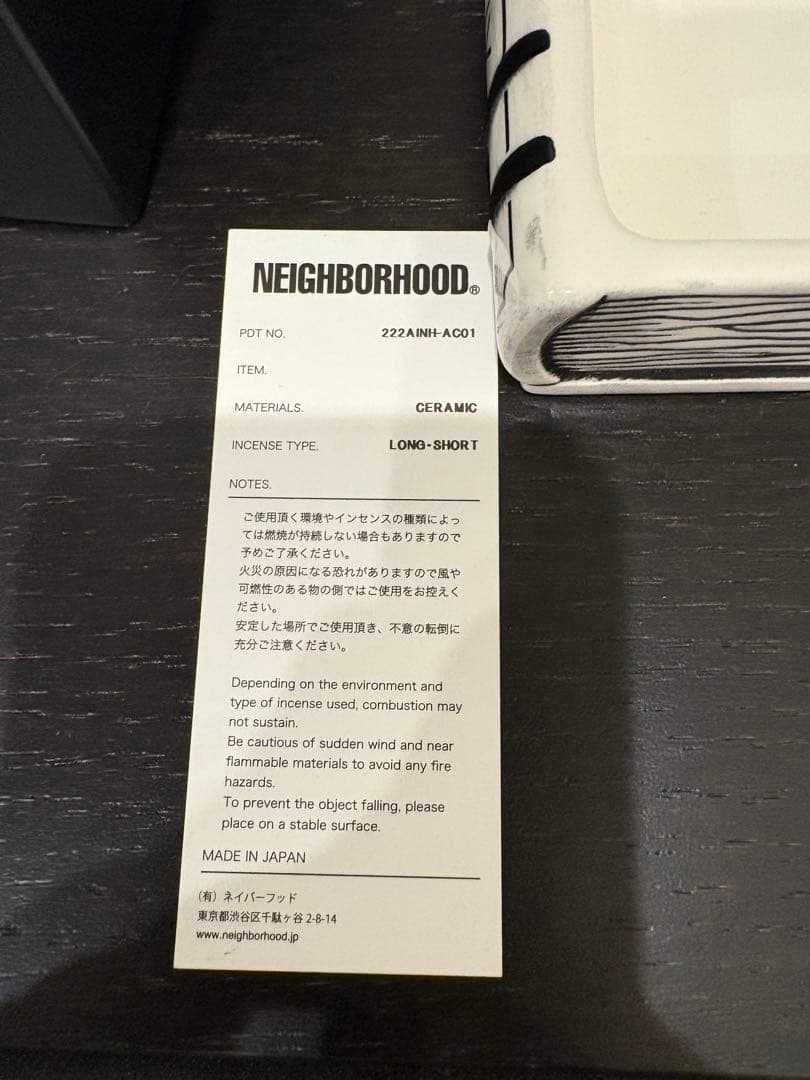 NEIGHBORHOOD®
PDT NO. 222AINH-AC01
ITEM.
MATERIALS. CERAMIC
INCENSE TYPE. LONG-SHORT
NOTES.
ご使用頂く環境やインセンスの種類によっ
ては燃焼が持続しない場合もありますので
予めご了承ください。
火災の原因になる恐れがありますので風や
可燃性のある物の側ではご使用をお控えく
ださい。
安定した場所でご使用頂き、不意の転倒に
充分ご注意ください。
Depending on the environment and
type of incense used, combustion may
not sustain.
Be cautious of sudden wind and near
flammable materials to avoid any fire
hazards.
To prevent the object falling, please
place on a stable surface.
MADE IN JAPAN
(有) ネイバーフッド
東京都渋谷区千駄ヶ谷 2-8-14
www.neighborhood.jp